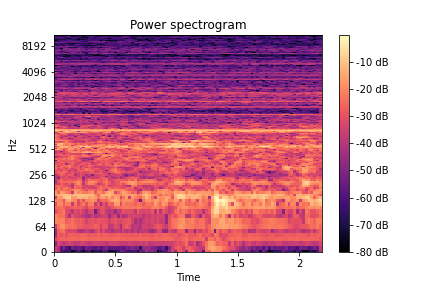 Power spectrogram
Hz
8192
4096
2048
1024
512
256
128
64
0
0
0.5
1
1.5
2
Time
-10 dB
-20 dB
-30 dB
-40 dB
-50 dB
-60 dB
-70 dB
-80 dB